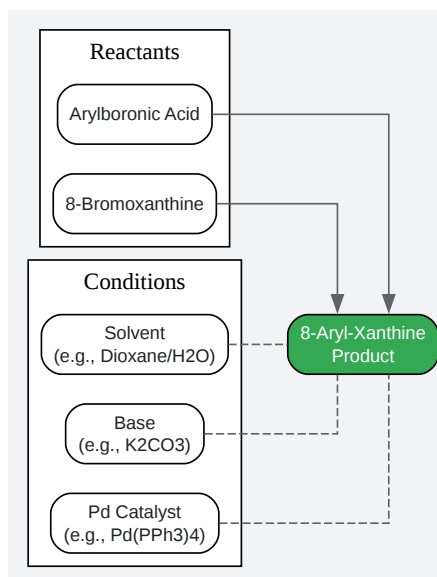 Reactants
Arylboronic Acid
8-Bromoxanthine
Conditions
Solvent
(e.g., Dioxane/H2O)
8-Aryl-Xanthine
Product
Base
(e.g., K2CO3)
Pd Catalyst
(e.g., Pd(PPh3)4)